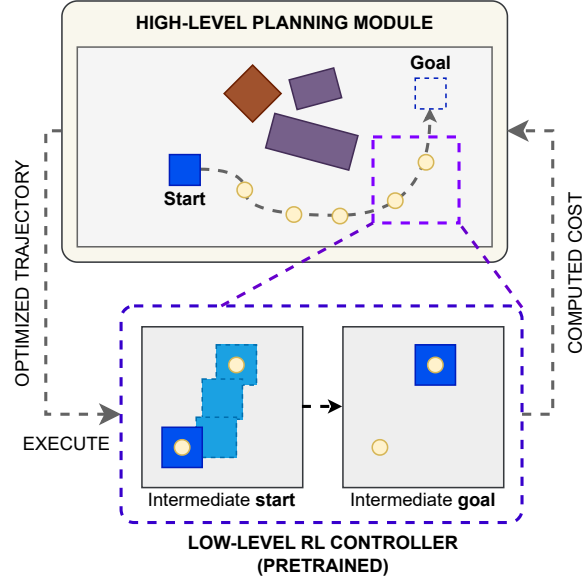 HIGH-LEVEL PLANNING MODULE
Goal
Start
OPTIMIZED TRAJECTORY
COMPUTED COST
EXECUTE
Intermediate start
Intermediate goal
LOW-LEVEL RL CONTROLLER
(PRETRAINED)